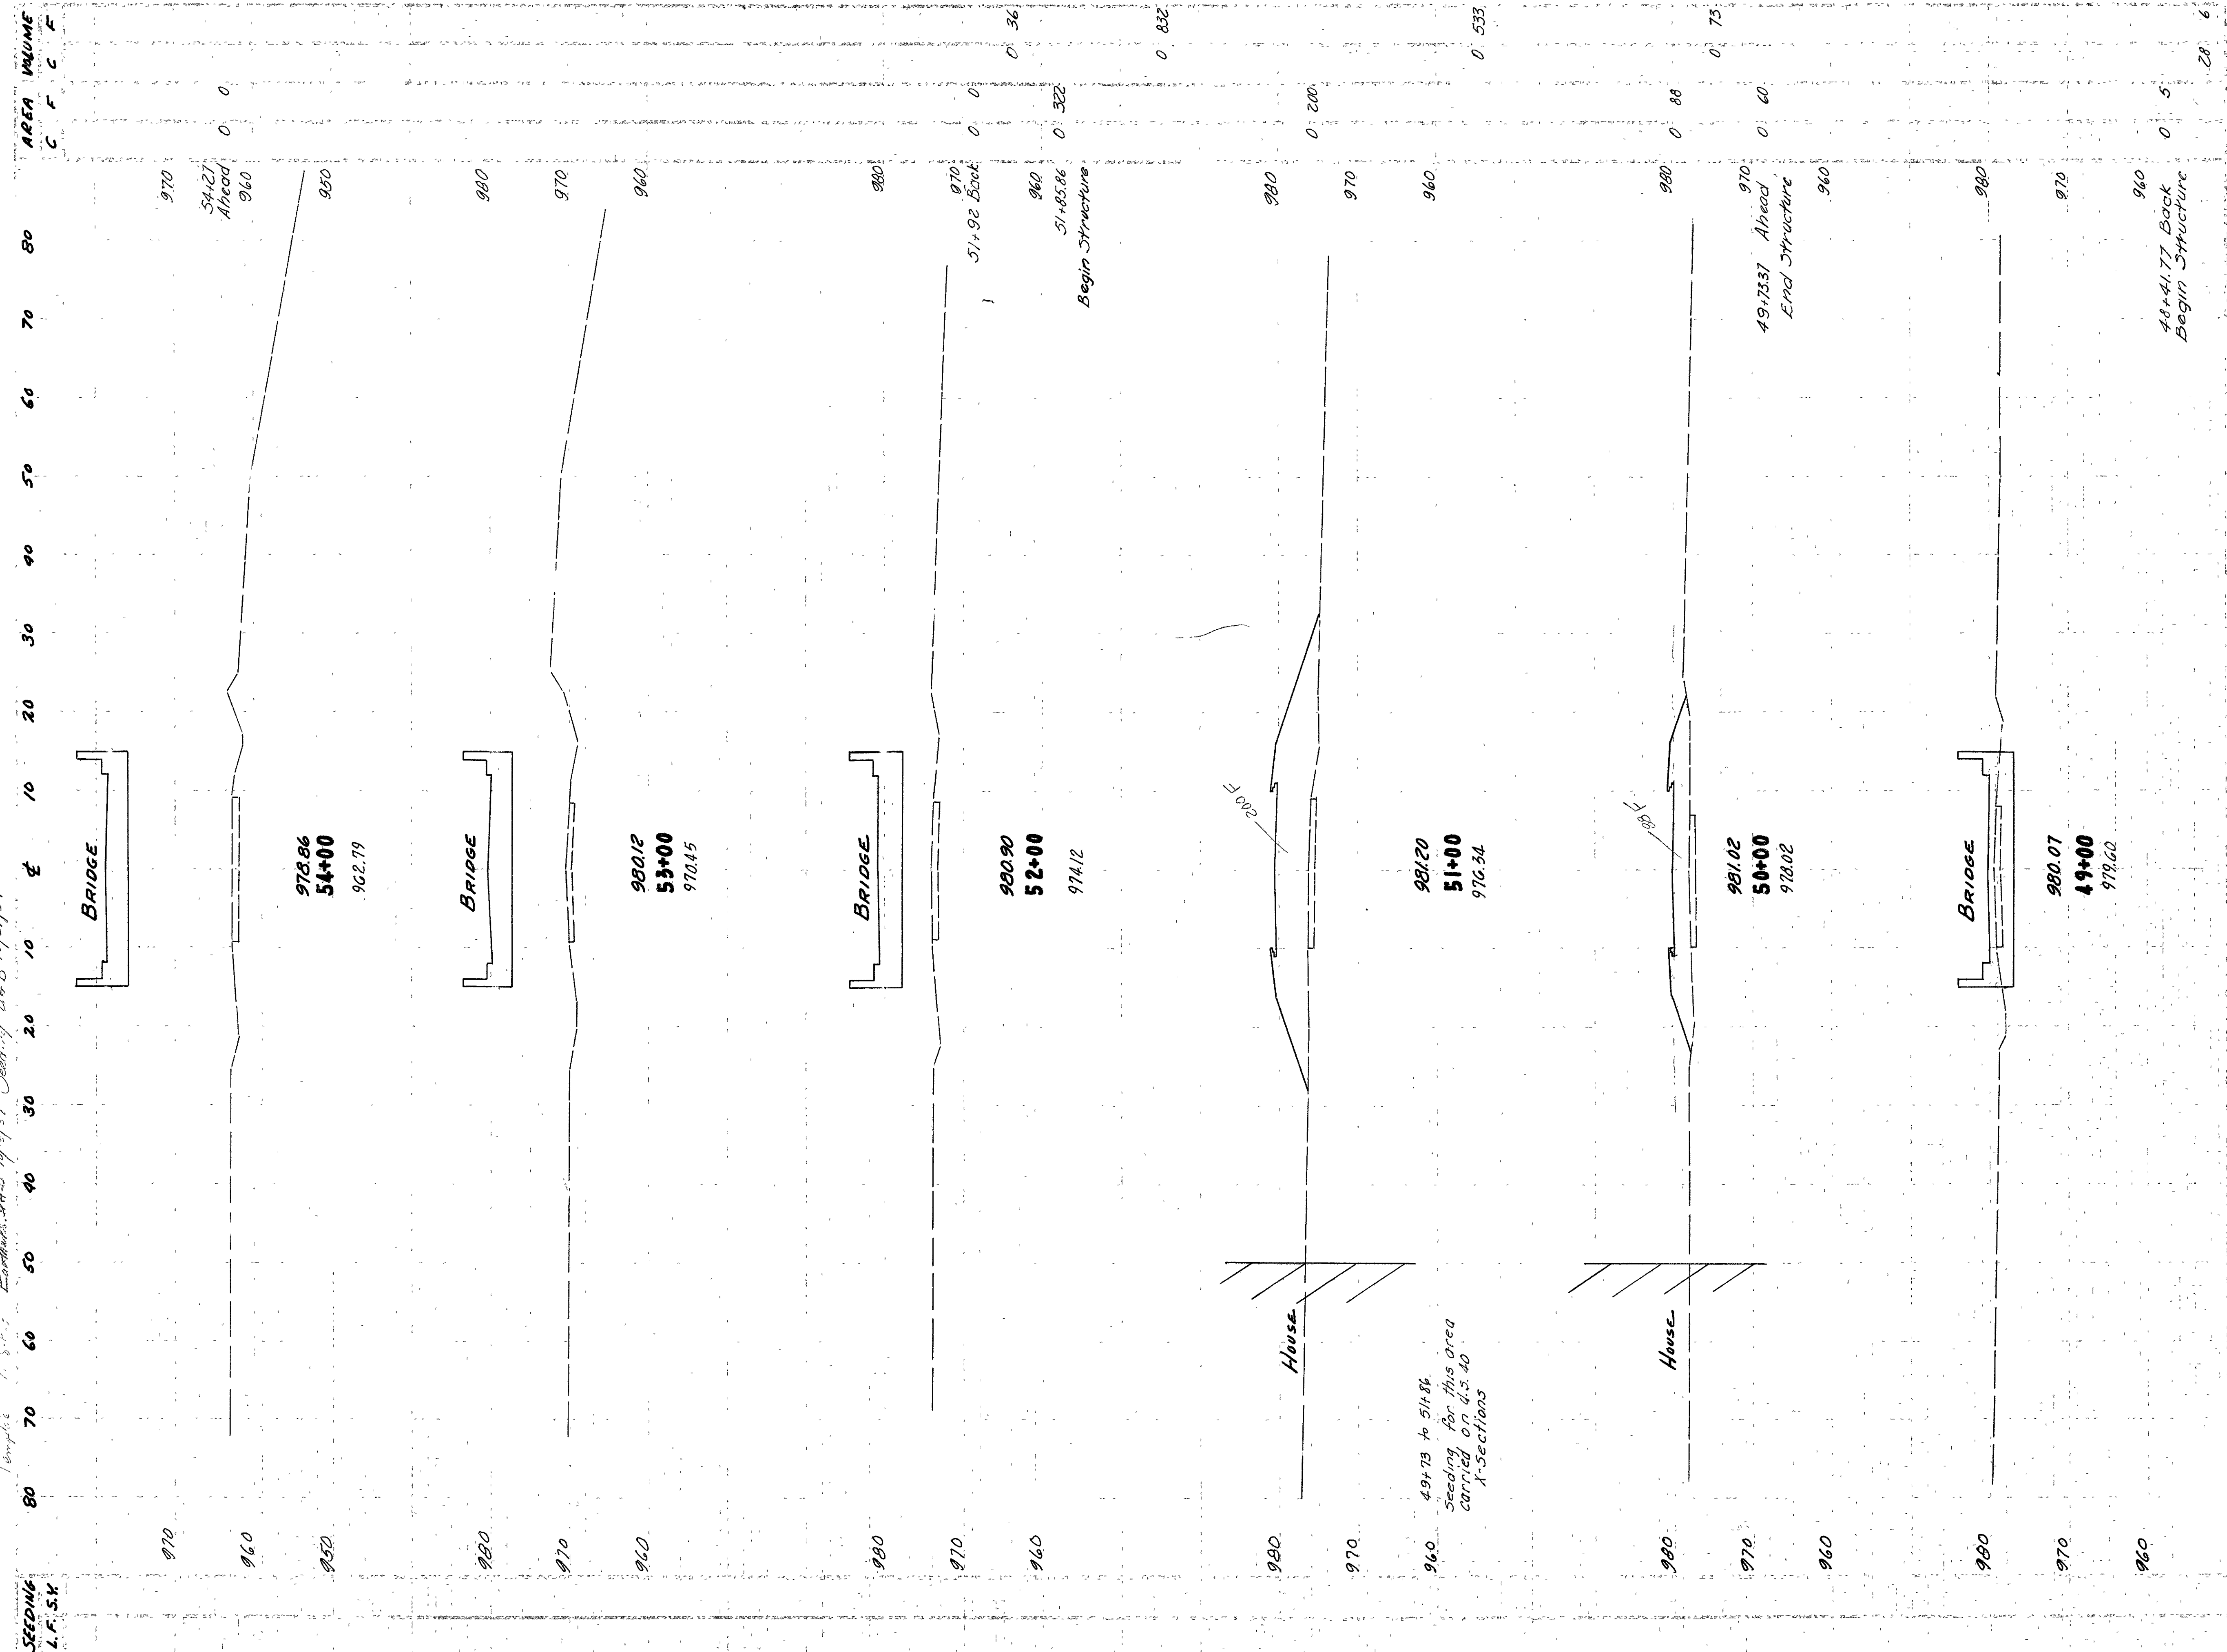 SEEDING
L.F. S.Y.
80 70 60 50 40 30 20 10 ℄ 10 20 30 40 50 60 70 80
AREA VOLUME
C F C F
BRIDGE
970 970
54+27
Ahead 0 0
960 960
978.86
54+00
962.79
950 950
BRIDGE
980 980
970 970
980.12
53+00
970.45
960 960
BRIDGE
980 980
970 970
51+92 Back 0 0
0 36
980.90
52+00
974.12
960 960
51+85.86 0 322
Begin Structure
0 832
200 F
980 980
0 200
House
970 970
981.20
51+00
976.34
960 960
0 533
49+73 to 51+86
Seeding for this area
carried on U.S. 40
X-Sections
980 980
0 88
House
0 73
970 970
49+73.37 Ahead 0 60
End Structure
981.02
50+00
978.02
960 960
BRIDGE
980 980
970 970
980.07
49+00
979.60
960 960
48+41.77 Back 0 5
Begin Structure
28 6